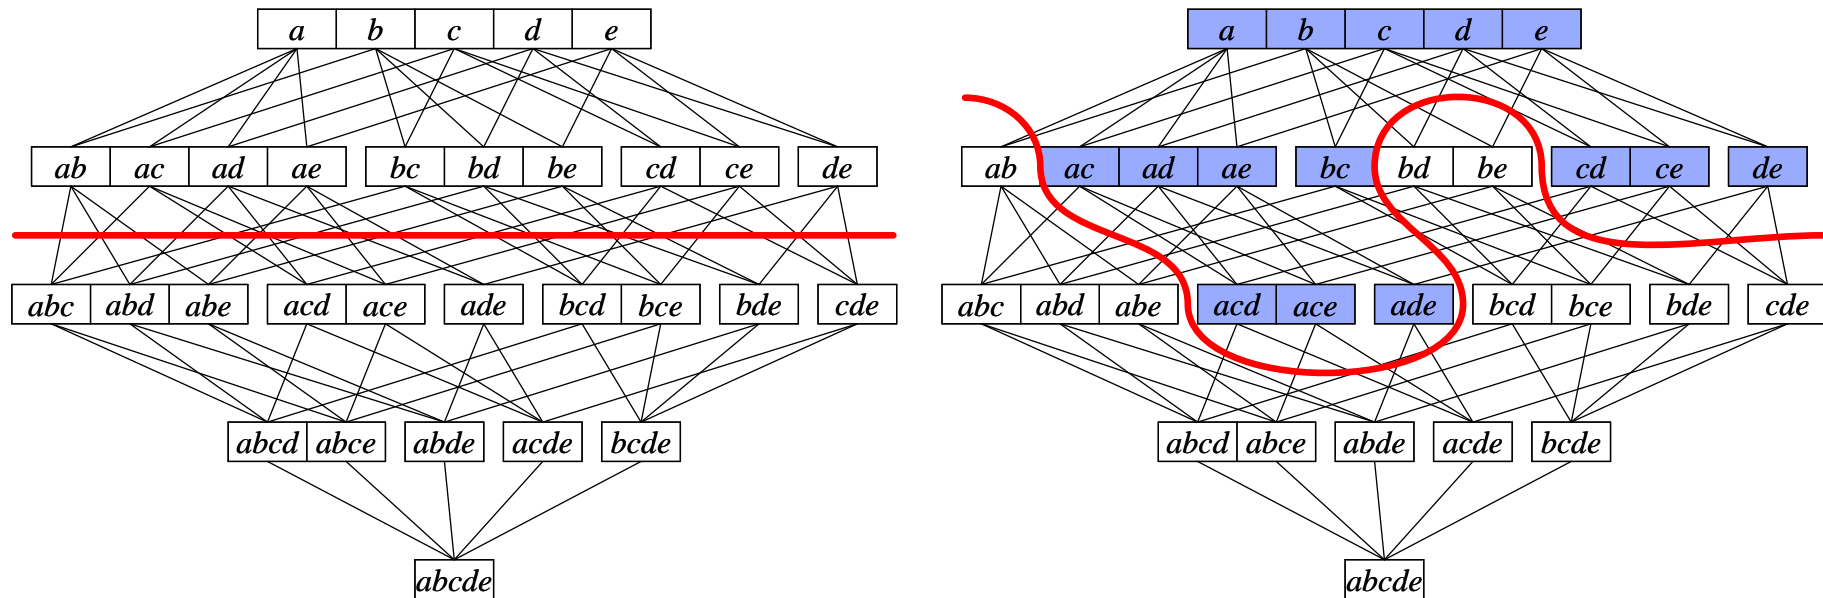 a b c d e
ab ac ad ae bc bd be cd ce de
abc abd abe acd ace ade bcd bce bde cde
abcd abce abde acde bcde
abcde
a b c d e
ab ac ad ae bc bd be cd ce de
abc abd abe acd ace ade bcd bce bde cde
abcd abce abde acde bcde
abcde